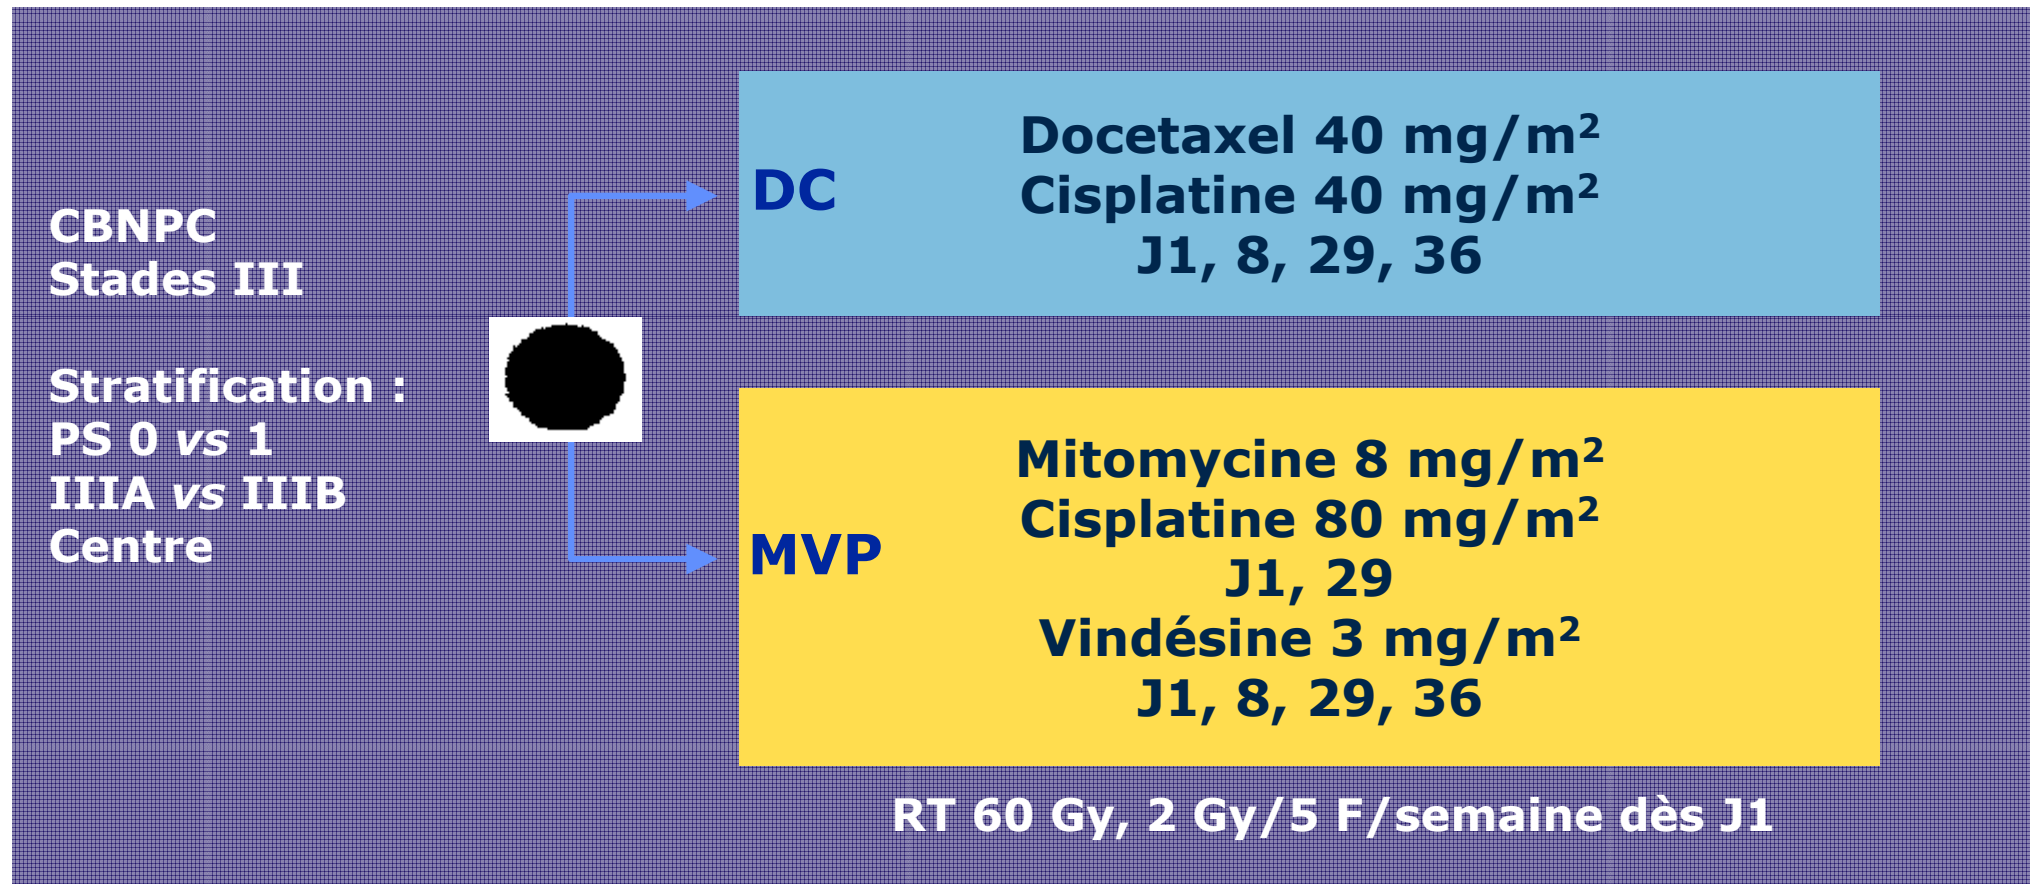 CBNPC
Stades III
Stratification :
PS 0 vs 1
IIIA vs IIIB
Centre
DC
Docetaxel 40 mg/m²
Cisplatine 40 mg/m²
J1, 8, 29, 36
MVP
Mitomycine 8 mg/m²
Cisplatine 80 mg/m²
J1, 29
Vindésine 3 mg/m²
J1, 8, 29, 36
RT 60 Gy, 2 Gy/5 F/semaine dès J1